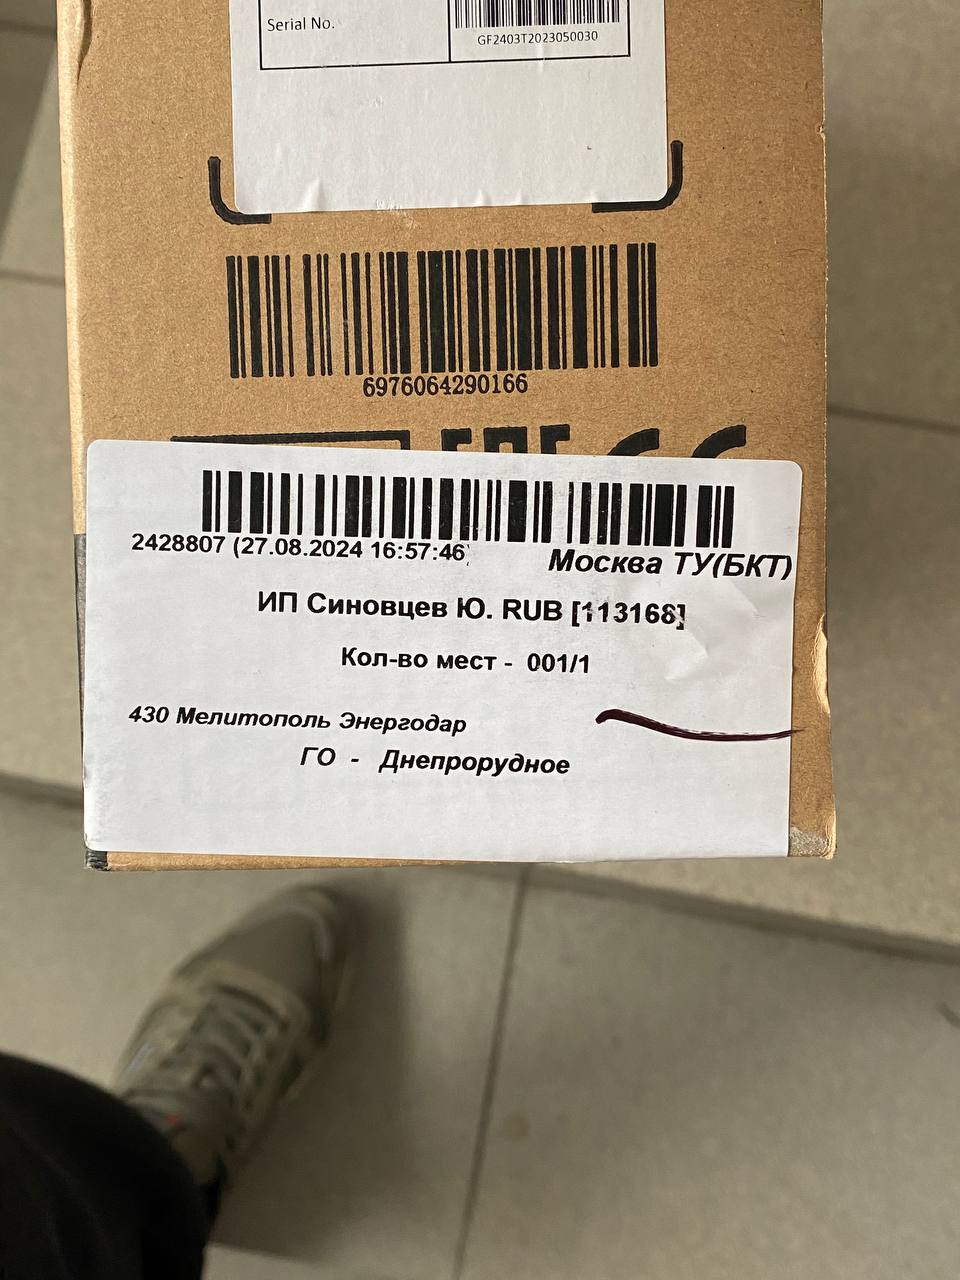 Serial No.
GF2403T2023050030
6976064290166
2428807 (27.08.2024 16:57:46)
Москва ТУ(БКТ)
ИП Синовцев Ю. RUB [113168]
Кол-во мест - 001/1
430 Мелитополь Энергодар
ГО - Днепрорудное